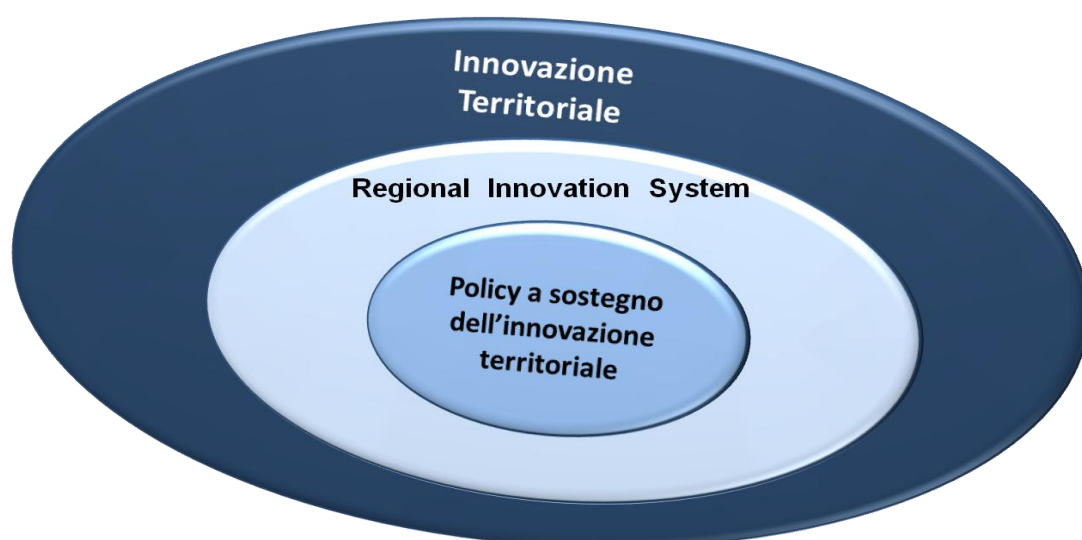 Innovazione
Territoriale
Regional Innovation System
Policy a sostegno
dell’innovazione
territoriale